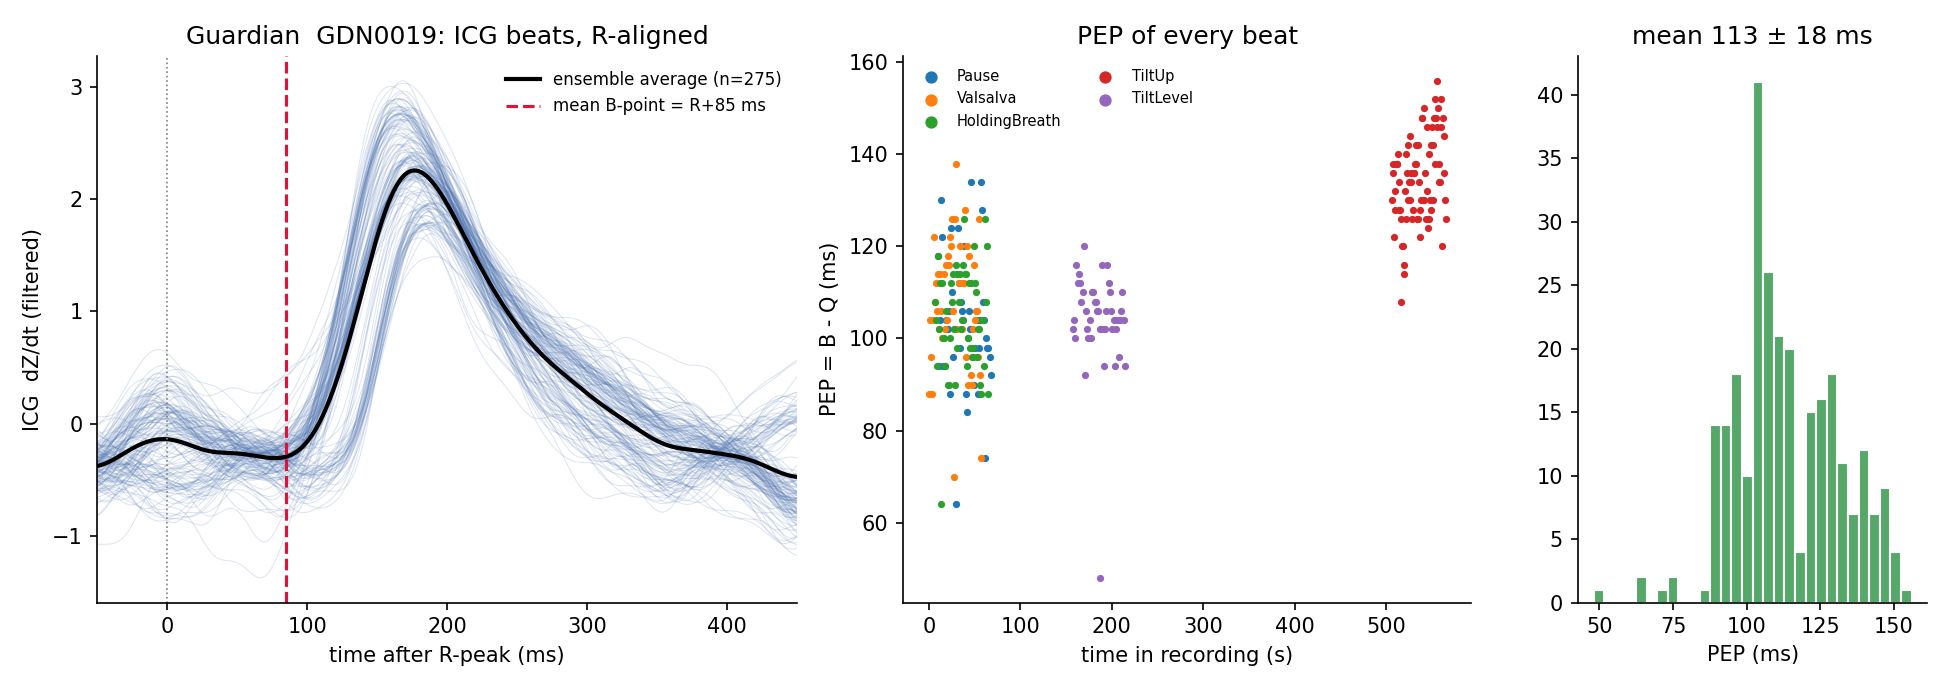 Guardian  GDN0019: ICG beats, R-aligned
ensemble average (n=275)
mean B-point = R+85 ms
ICG  dZ/dt (filtered)
3
2
1
0
−1
0
100
200
300
400
time after R-peak (ms)
PEP of every beat
Pause
Valsalva
HoldingBreath
TiltUp
TiltLevel
PEP = B - Q (ms)
160
140
120
100
80
60
0
100
200
300
400
500
time in recording (s)
mean 113 ± 18 ms
40
35
30
25
20
15
10
5
0
50
75
100
125
150
PEP (ms)